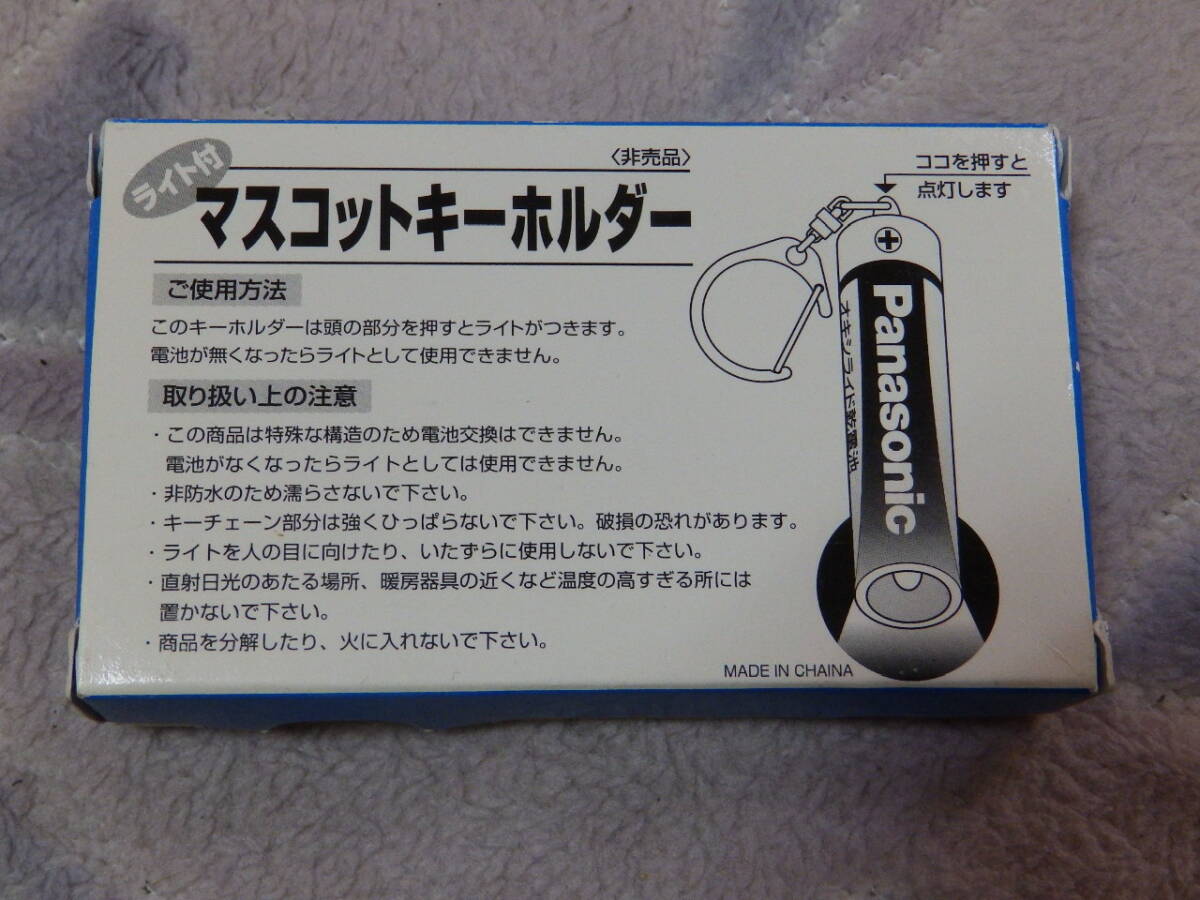 ライト付
〈非売品〉
マスコットキーホルダー
ココを押すと
点灯します
ご使用方法
このキーホルダーは頭の部分を押すとライトがつきます。
電池が無くなったらライトとして使用できません。
取り扱い上の注意
・この商品は特殊な構造のため電池交換はできません。
電池がなくなったらライトとしては使用できません。
・非防水のため濡らさないで下さい。
・キーチェーン部分は強くひっぱらないで下さい。破損の恐れがあります。
・ライトを人の目に向けたり、いたずらに使用しないで下さい。
・直射日光のあたる場所、暖房器具の近くなど温度の高すぎる所には
置かないで下さい。
・商品を分解したり、火に入れないで下さい。
+
Panasonic
オキシライド乾電池
MADE IN CHAINA